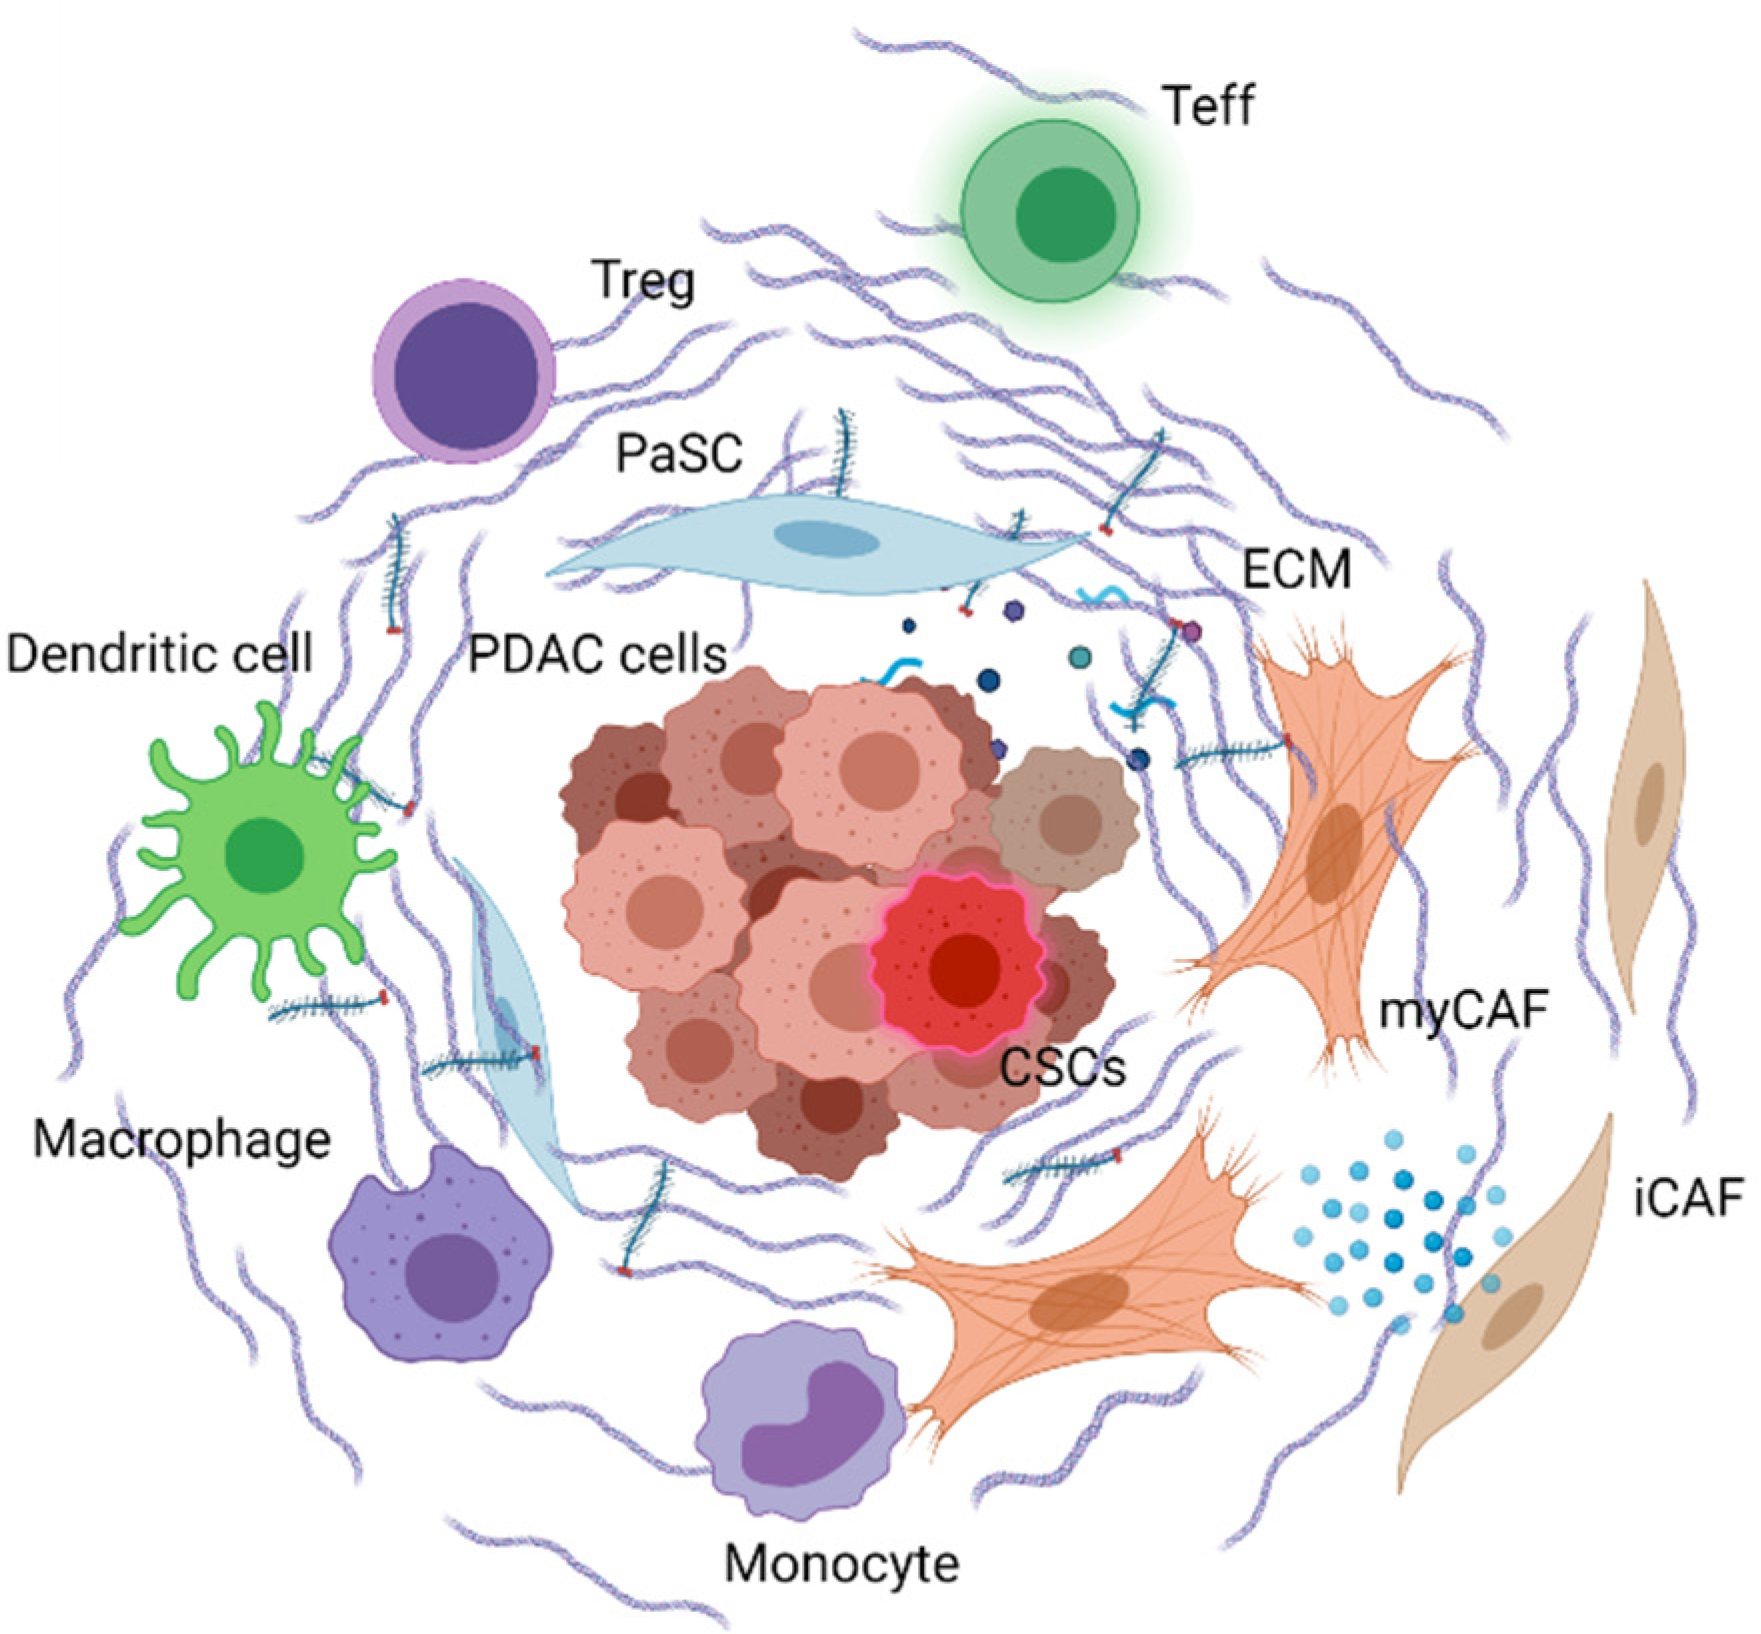 Teff
Treg
PaSC
ECM
Dendritic cell
PDAC cells
myCAF
CSCs
Macrophage
iCAF
Monocyte